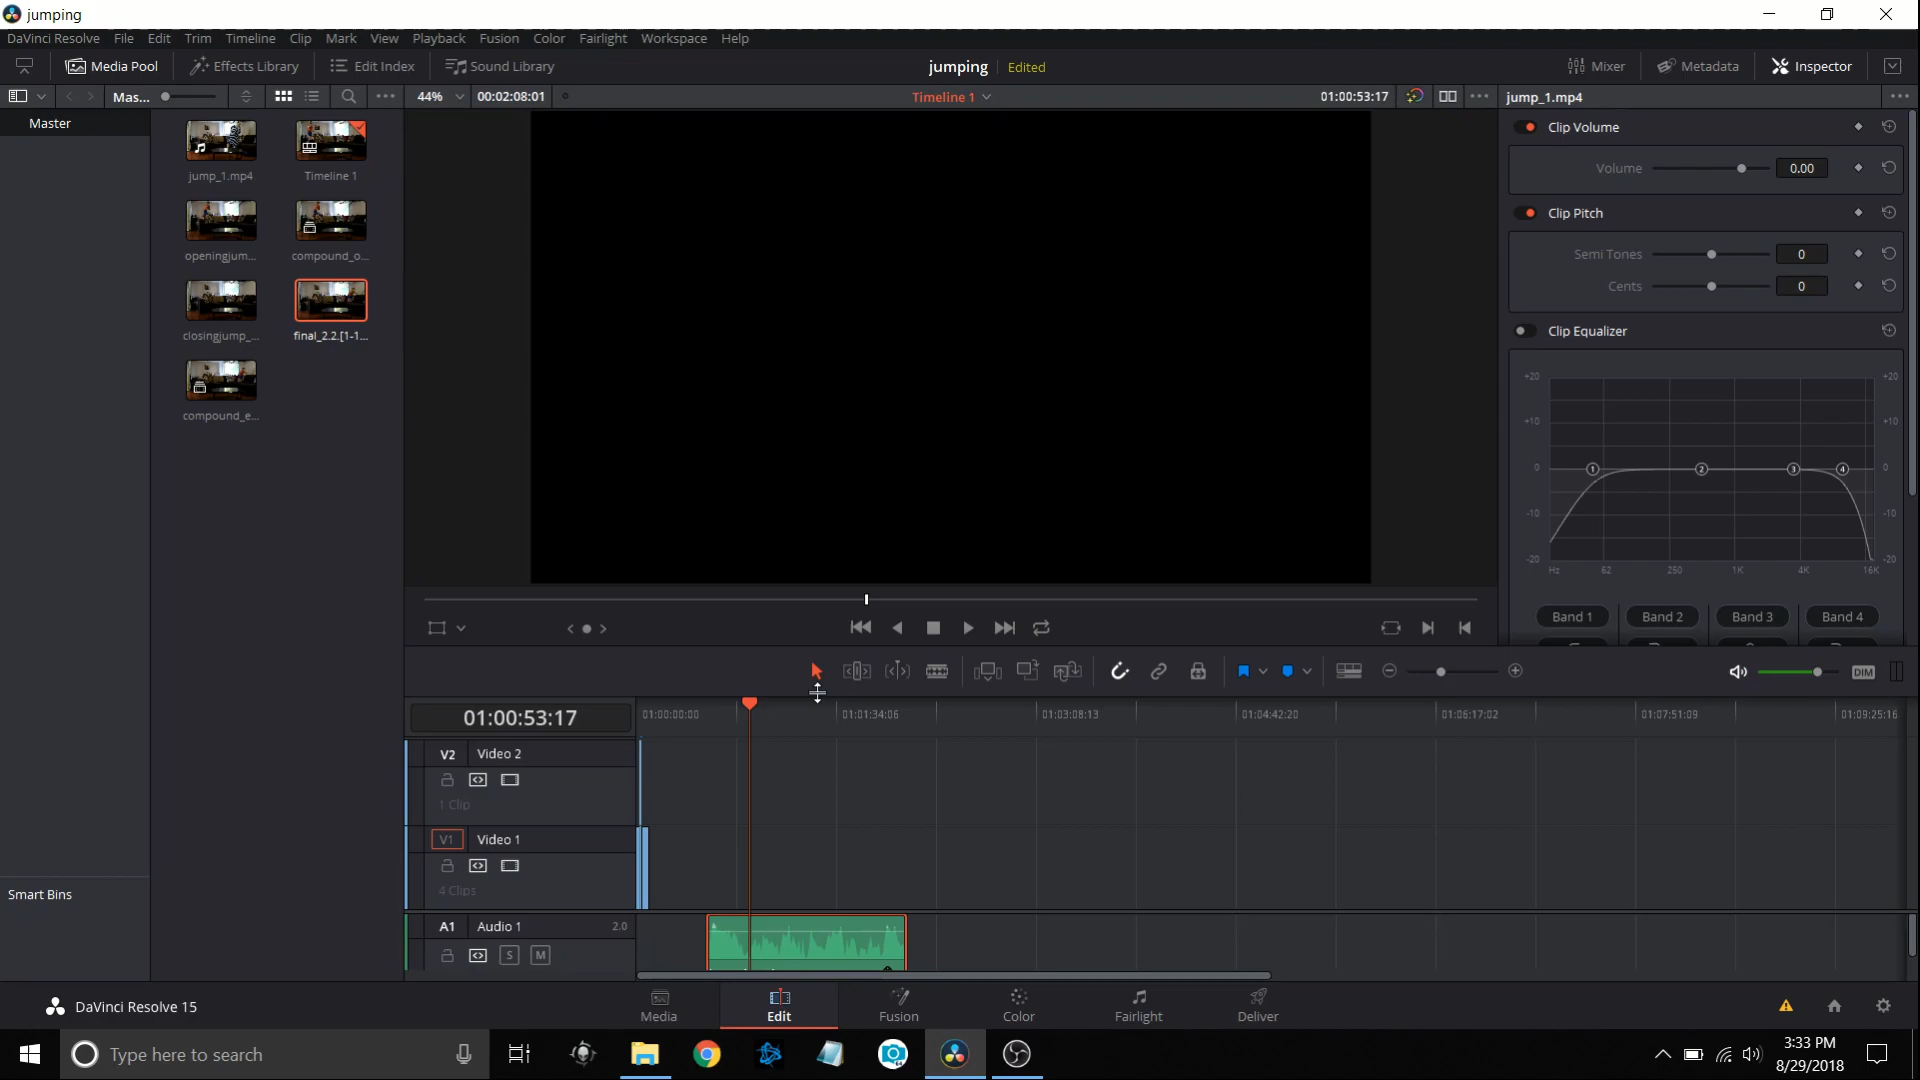 jumping
DaVinci Resolve File Edit Trim Timeline Clip Mark View Playback Fusion Color Fairlight Workspace Help
Media Pool Effects Library Edit Index Sound Library jumping Edited Mixer Metadata Inspector
Mas... 44% 00:02:08:01 Timeline 1 01:00:53:17 jump_1.mp4
Master
jump_1.mp4 Timeline 1
openingjum... compound_o...
closingjump_... final_2.2.[1-1...
compound_e...
Smart Bins
Clip Volume
Volume 0.00
Clip Pitch
Semi Tones 0
Cents 0
Clip Equalizer
+20 +20
+10 +10
0 1 2 3 4 0
-10 -10
-20 -20
Hz 62 250 1K 4K 16K
Band 1 Band 2 Band 3 Band 4
DIM
01:00:53:17 01:00:00:00 01:01:34:06 01:03:08:13 01:04:42:20 01:06:17:02 01:07:51:09 01:09:25:16
V2 Video 2
1 Clip
V1 Video 1
4 Clips
A1 Audio 1 2.0
S M
DaVinci Resolve 15 Media Edit Fusion Color Fairlight Deliver
Type here to search
3:33 PM
8/29/2018